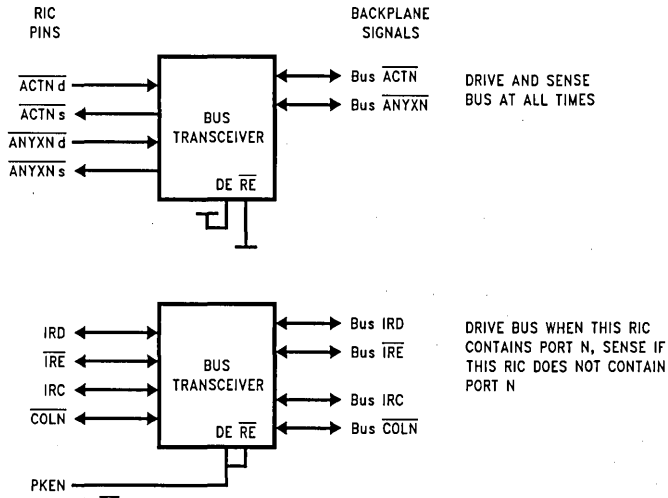 RIC
PINS
BACKPLANE
SIGNALS
ACTN d
ACTN s
ANYXN d
ANYXN s
BUS
TRANSCEIVER
DE RE
Bus ACTN
Bus ANYXN
DRIVE AND SENSE
BUS AT ALL TIMES
IRD
IRE
IRC
COLN
PKEN
BUS
TRANSCEIVER
DE RE
Bus IRD
Bus IRE
Bus IRC
Bus COLN
DRIVE BUS WHEN THIS RIC
CONTAINS PORT N, SENSE IF
THIS RIC DOES NOT CONTAIN
PORT N